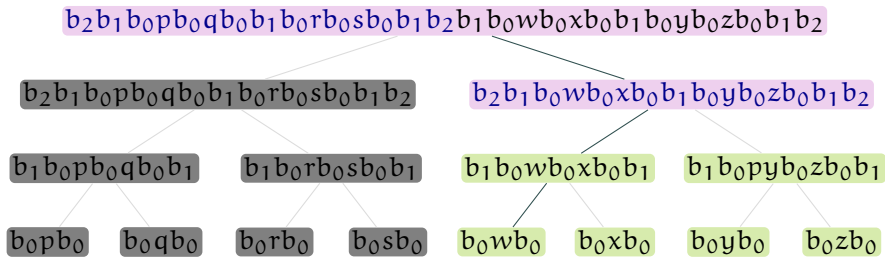 b₂b₁b₀pb₀qb₀b₁b₀rb₀sb₀b₁b₂b₁b₀wb₀xb₀b₁b₀yb₀zb₀b₁b₂
b₂b₁b₀pb₀qb₀b₁b₀rb₀sb₀b₁b₂ b₂b₁b₀wb₀xb₀b₁b₀yb₀zb₀b₁b₂
b₁b₀pb₀qb₀b₁ b₁b₀rb₀sb₀b₁ b₁b₀wb₀xb₀b₁ b₁b₀pyb₀zb₀b₁
b₀pb₀ b₀qb₀ b₀rb₀ b₀sb₀ b₀wb₀ b₀xb₀ b₀yb₀ b₀zb₀